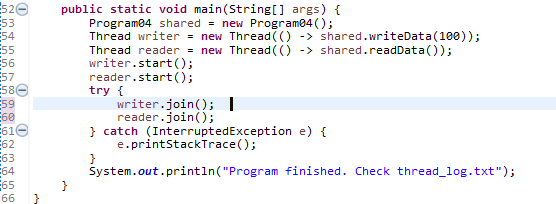 52 public static void main(String[] args) {
53 Program04 shared = new Program04();
54 Thread writer = new Thread(() -> shared.writeData(100));
55 Thread reader = new Thread(() -> shared.readData());
56 writer.start();
57 reader.start();
58 try {
59 writer.join();
60 reader.join();
61 } catch (InterruptedException e) {
62 e.printStackTrace();
63 }
64 System.out.println("Program finished. Check thread_log.txt");
65 }
66 }